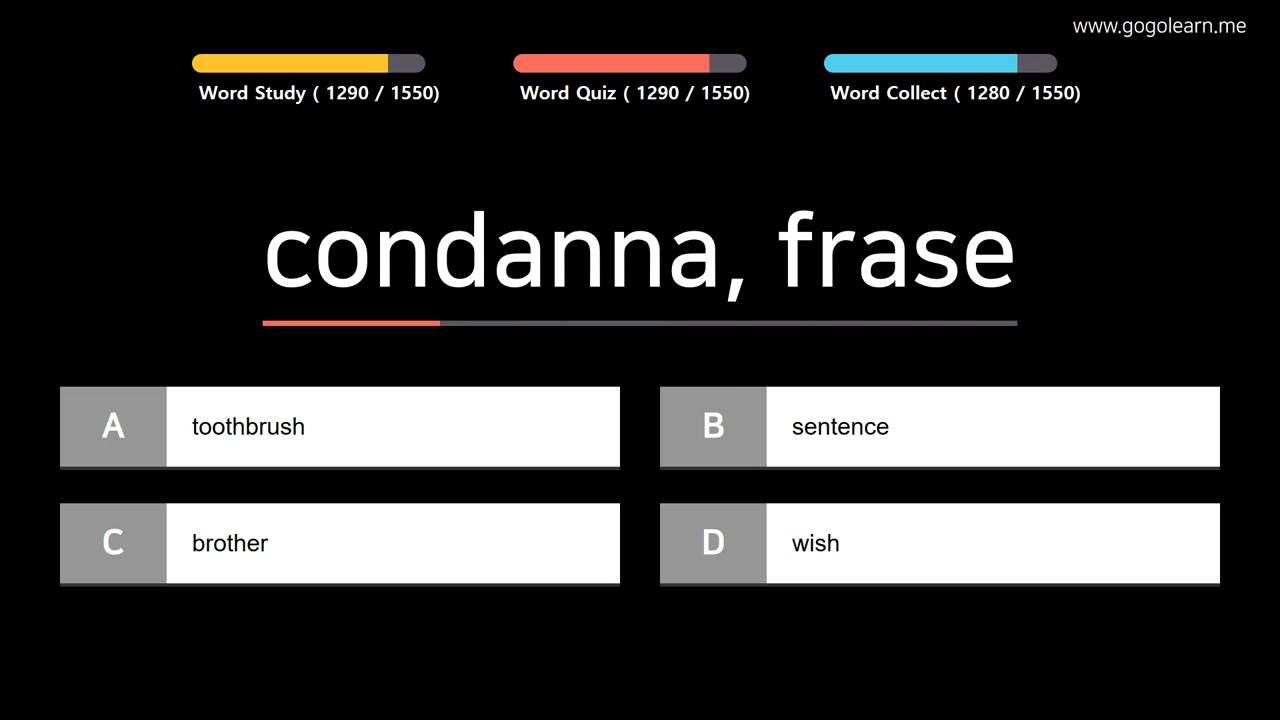 www.gogolearn.me
Word Study ( 1290 / 1550)
Word Quiz ( 1290 / 1550)
Word Collect ( 1280 / 1550)
condanna, frase
A toothbrush
B sentence
C brother
D wish